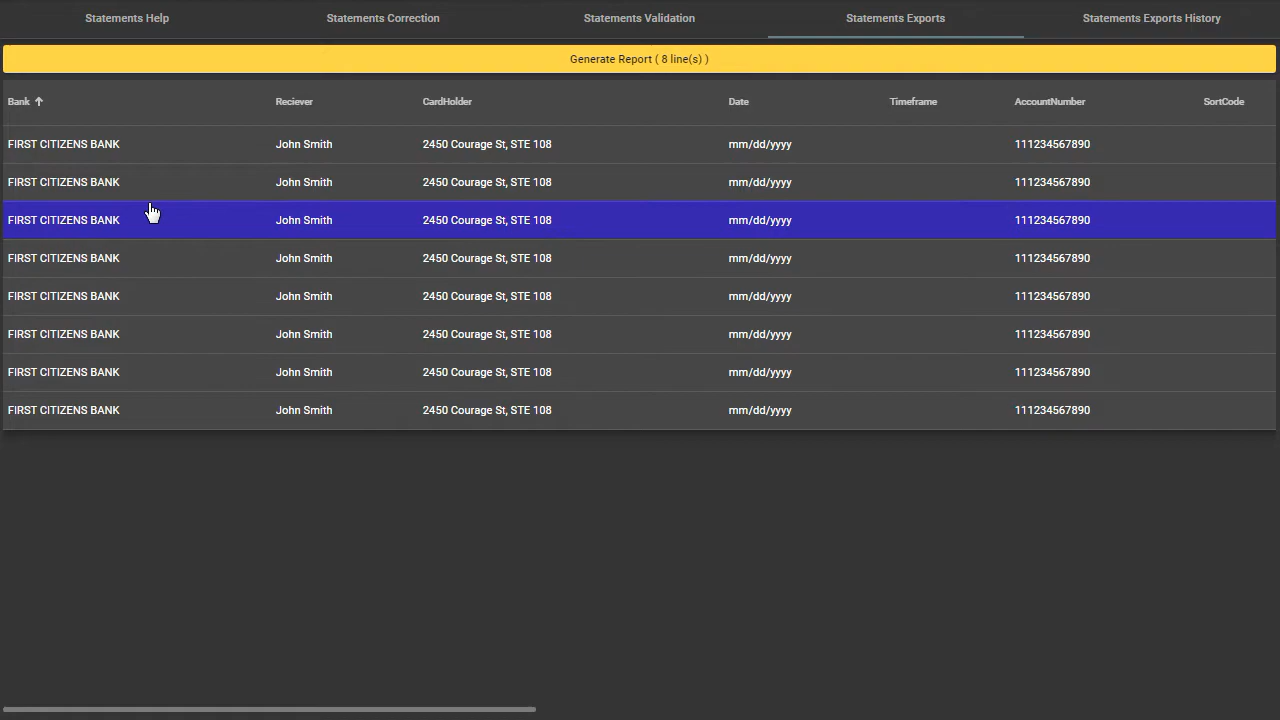 Statements Help Statements Correction Statements Validation Statements Exports Statements Exports History
Generate Report ( 8 line(s) )
Bank Reciever CardHolder Date Timeframe AccountNumber SortCode
FIRST CITIZENS BANK John Smith 2450 Courage St, STE 108 mm/dd/yyyy 111234567890
FIRST CITIZENS BANK John Smith 2450 Courage St, STE 108 mm/dd/yyyy 111234567890
FIRST CITIZENS BANK John Smith 2450 Courage St, STE 108 mm/dd/yyyy 111234567890
FIRST CITIZENS BANK John Smith 2450 Courage St, STE 108 mm/dd/yyyy 111234567890
FIRST CITIZENS BANK John Smith 2450 Courage St, STE 108 mm/dd/yyyy 111234567890
FIRST CITIZENS BANK John Smith 2450 Courage St, STE 108 mm/dd/yyyy 111234567890
FIRST CITIZENS BANK John Smith 2450 Courage St, STE 108 mm/dd/yyyy 111234567890
FIRST CITIZENS BANK John Smith 2450 Courage St, STE 108 mm/dd/yyyy 111234567890